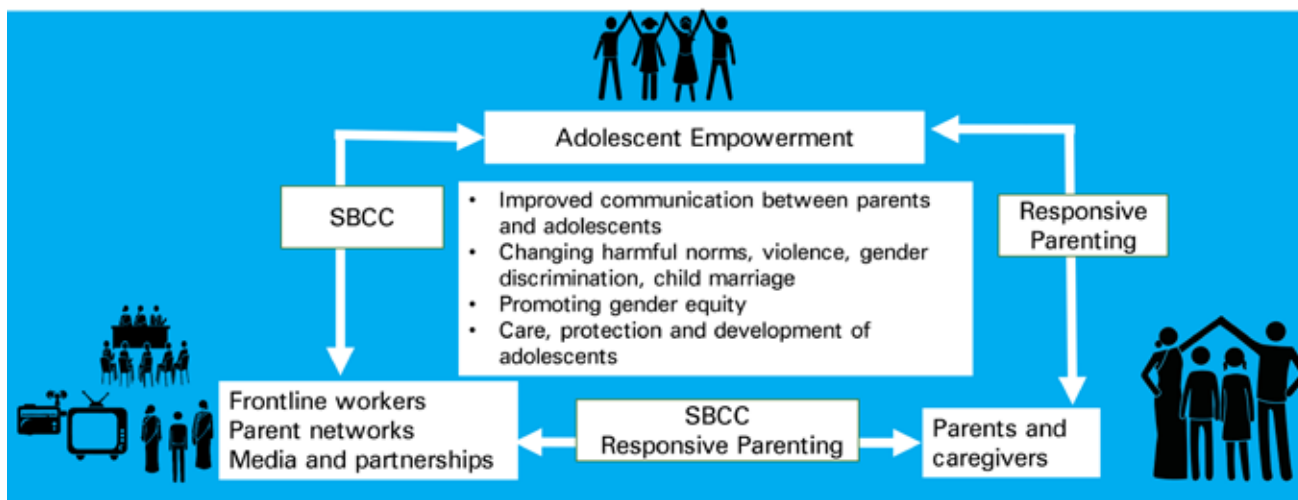 Adolescent Empowerment
SBCC
• Improved communication between parents
and adolescents
• Changing harmful norms, violence, gender
discrimination, child marriage
• Promoting gender equity
• Care, protection and development of
adolescents
Responsive
Parenting
Frontline workers
Parent networks
Media and partnerships
SBCC
Responsive Parenting
Parents and
caregivers